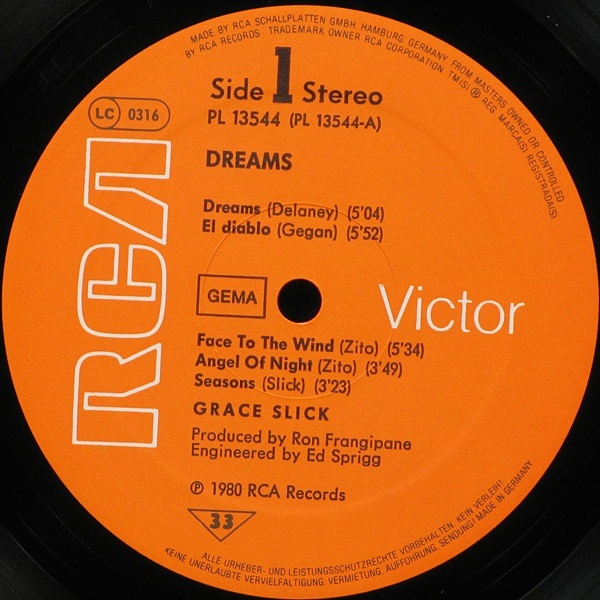 MADE BY RCA SCHALLPLATTEN GMBH, HAMBURG, GERMANY, FROM MASTERS OWNED OR CONTROLLED
BY RCA RECORDS TRADEMARK OWNER RCA CORPORATION TM(S) ® REG MARCA(S) REGISTRADA(S)
Side 1 Stereo
PL 13544 (PL 13544-A)
LC 0316
DREAMS
Dreams (Delaney) (5'04)
El diablo (Gegan) (5'52)
RCA
GEMA
Victor
Face To The Wind (Zito) (5'34)
Angel Of Night (Zito) (3'49)
Seasons (Slick) (3'23)
GRACE SLICK
Produced by Ron Frangipane
Engineered by Ed Sprigg
℗ 1980 RCA Records
33
ALLE URHEBER- UND LEISTUNGSSCHUTZRECHTE VORBEHALTEN. KEIN VERLEIH!
KEINE UNERLAUBTE VERVIELFÄLTIGUNG, VERMIETUNG, AUFFÜHRUNG, SENDUNG! MADE IN GERMANY